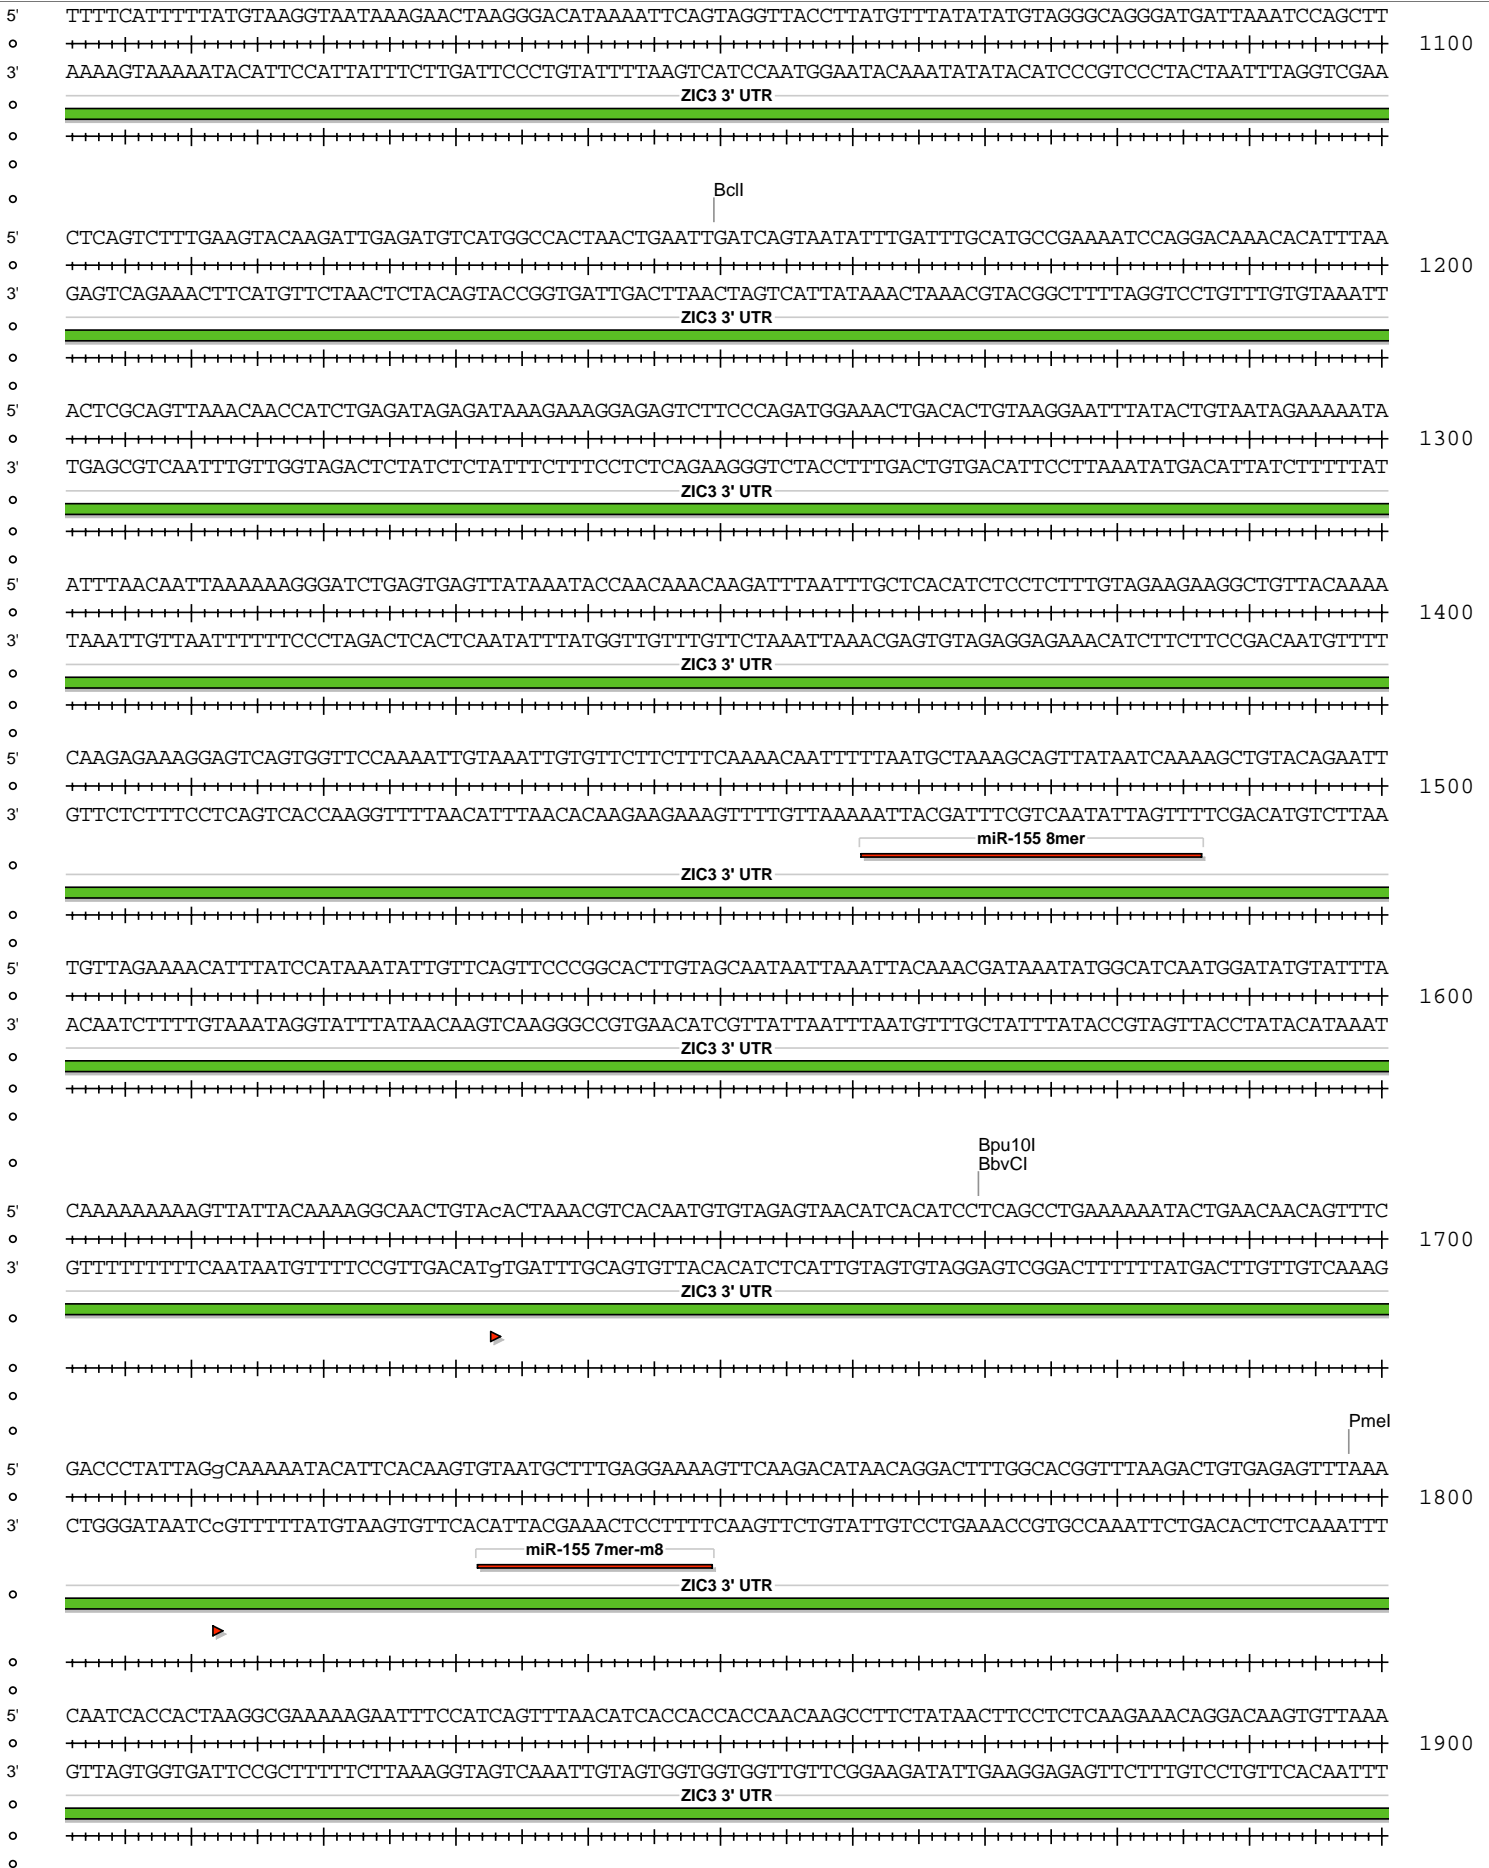 5' TTTTCATTTTTATGTAAGGTAATAAAGAACTAAGGGACATAAAATTCAGTAGGTTACCTTATGTTTATATATGTAGGGCAGGGATGATTAAATCCAGCTT
1100
3' AAAAGTAAAAATACATTCCATTATTTCTTGATTCCCTGTATTTTAAGTCATCCAATGGAATACAAATATATACATCCCGTCCCTACTAATTTAGGTCGAA
ZIC3 3' UTR
BclI
5' CTCAGTCTTTGAAGTACAAGATTGAGATGTCATGGCCACTAACTGAATTGATCAGTAATATTTGATTTGCATGCCGAAAATCCAGGACAAACACATTTAA
1200
3' GAGTCAGAAACTTCATGTTCTAACTCTACAGTACCGGTGATTGACTTAACTAGTCATTATAAACTAAACGTACGGCTTTTAGGTCCTGTTTGTGTAAATT
ZIC3 3' UTR
5' ACTCGCAGTTAAACAACCATCTGAGATAGAGATAAAGAAAGGAGAGTCTTCCCAGATGGAAACTGACACTGTAAGGAATTTATACTGTAATAGAAAAATA
1300
3' TGAGCGTCAATTTGTTGGTAGACTCTATCTCTATTTCTTTCCTCTCAGAAGGGTCTACCTTTGACTGTGACATTCCTTAAATATGACATTATCTTTTTAT
ZIC3 3' UTR
5' ATTTAACAATTAAAAAAGGGATCTGAGTGAGTTATAAATACCAACAAACAAGATTTAATTTGCTCACATCTCCTCTTTGTAGAAGAAGGCTGTTACAAAA
1400
3' TAAATTGTTAATTTTTTCCCTAGACTCACTCAATATTTATGGTTGTTTGTTCTAAATTAAACGAGTGTAGAGGAGAAACATCTTCTTCCGACAATGTTTT
ZIC3 3' UTR
5' CAAGAGAAAGGAGTCAGTGGTTCCAAAATTGTAAATTGTGTTCTTCTTTCAAAACAATTTTTAATGCTAAAGCAGTTATAATCAAAAGCTGTACAGAATT
1500
3' GTTCTCTTTCCTCAGTCACCAAGGTTTTAACATTTAACACAAGAAGAAAGTTTTGTTAAAAATTACGATTTCGTCAATATTAGTTTTCGACATGTCTTAA
miR-155 8mer
ZIC3 3' UTR
5' TGTTAGAAAACATTTATCCATAAATATTGTTCAGTTCCCGGCACTTGTAGCAATAATTAAATTACAAACGATAAATATGGCATCAATGGATATGTATTTA
1600
3' ACAATCTTTTGTAAATAGGTATTTATAACAAGTCAAGGGCCGTGAACATCGTTATTAATTTAATGTTTGCTATTTATACCGTAGTTACCTATACATAAAT
ZIC3 3' UTR
Bpu10I
BbvCI
5' CAAAAAAAAAGTTATTACAAAAGGCAACTGTAcACTAAACGTCACAATGTGTAGAGTAACATCACATCCTCAGCCTGAAAAAATACTGAACAACAGTTTC
1700
3' GTTTTTTTTTCAATAATGTTTTCCGTTGACATgTGATTTGCAGTGTTACACATCTCATTGTAGTGTAGGAGTCGGACTTTTTTATGACTTGTTGTCAAAG
ZIC3 3' UTR
PmeI
5' GACCCTATTAGgCAAAAATACATTCACAAGTGTAATGCTTTGAGGAAAAGTTCAAGACATAACAGGACTTTGGCACGGTTTAAGACTGTGAGAGTTTAAA
1800
3' CTGGGATAATCcGTTTTTATGTAAGTGTTCACATTACGAAACTCCTTTTCAAGTTCTGTATTGTCCTGAAACCGTGCCAAATTCTGACACTCTCAAATTT
miR-155 7mer-m8
ZIC3 3' UTR
5' CAATCACCACTAAGGCGAAAAAGAATTTCCATCAGTTTAACATCACCACCACCAACAAGCCTTCTATAACTTCCTCTCAAGAAACAGGACAAGTGTTAAA
1900
3' GTTAGTGGTGATTCCGCTTTTTCTTAAAGGTAGTCAAATTGTAGTGGTGGTGGTTGTTCGGAAGATATTGAAGGAGAGTTCTTTGTCCTGTTCACAATTT
ZIC3 3' UTR